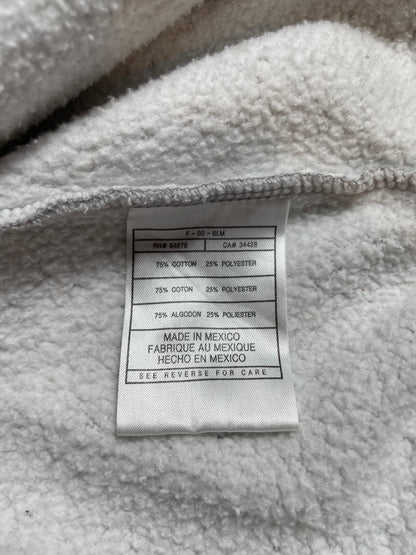 F - 00 - BLM
RN# 94678 CA# 34428
75% COTTON 25% POLYESTER
75% COTON 25% POLYESTER
75% ALGODON 25% POLIESTER
MADE IN MEXICO
FABRIQUE AU MEXIQUE
HECHO EN MEXICO
SEE REVERSE FOR CARE